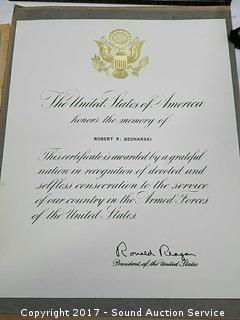 The United States of America
honors the memory of
ROBERT R. BEDNARSKI
This certificate is awarded by a grateful
nation in recognition of devoted and
selfless consecration to the service
of our country in the Armed Forces
of the United States.
Ronald Reagan
President of the United States
Copyright 2017 - Sound Auction Service